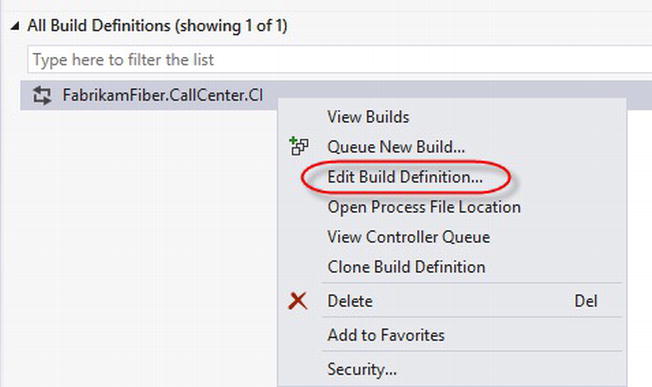 All Build Definitions (showing 1 of 1)
Type here to filter the list
FabrikamFiber.CallCenter.CI
View Builds
Queue New Build...
Edit Build Definition...
Open Process File Location
View Controller Queue
Clone Build Definition
Delete Del
Add to Favorites
Security...